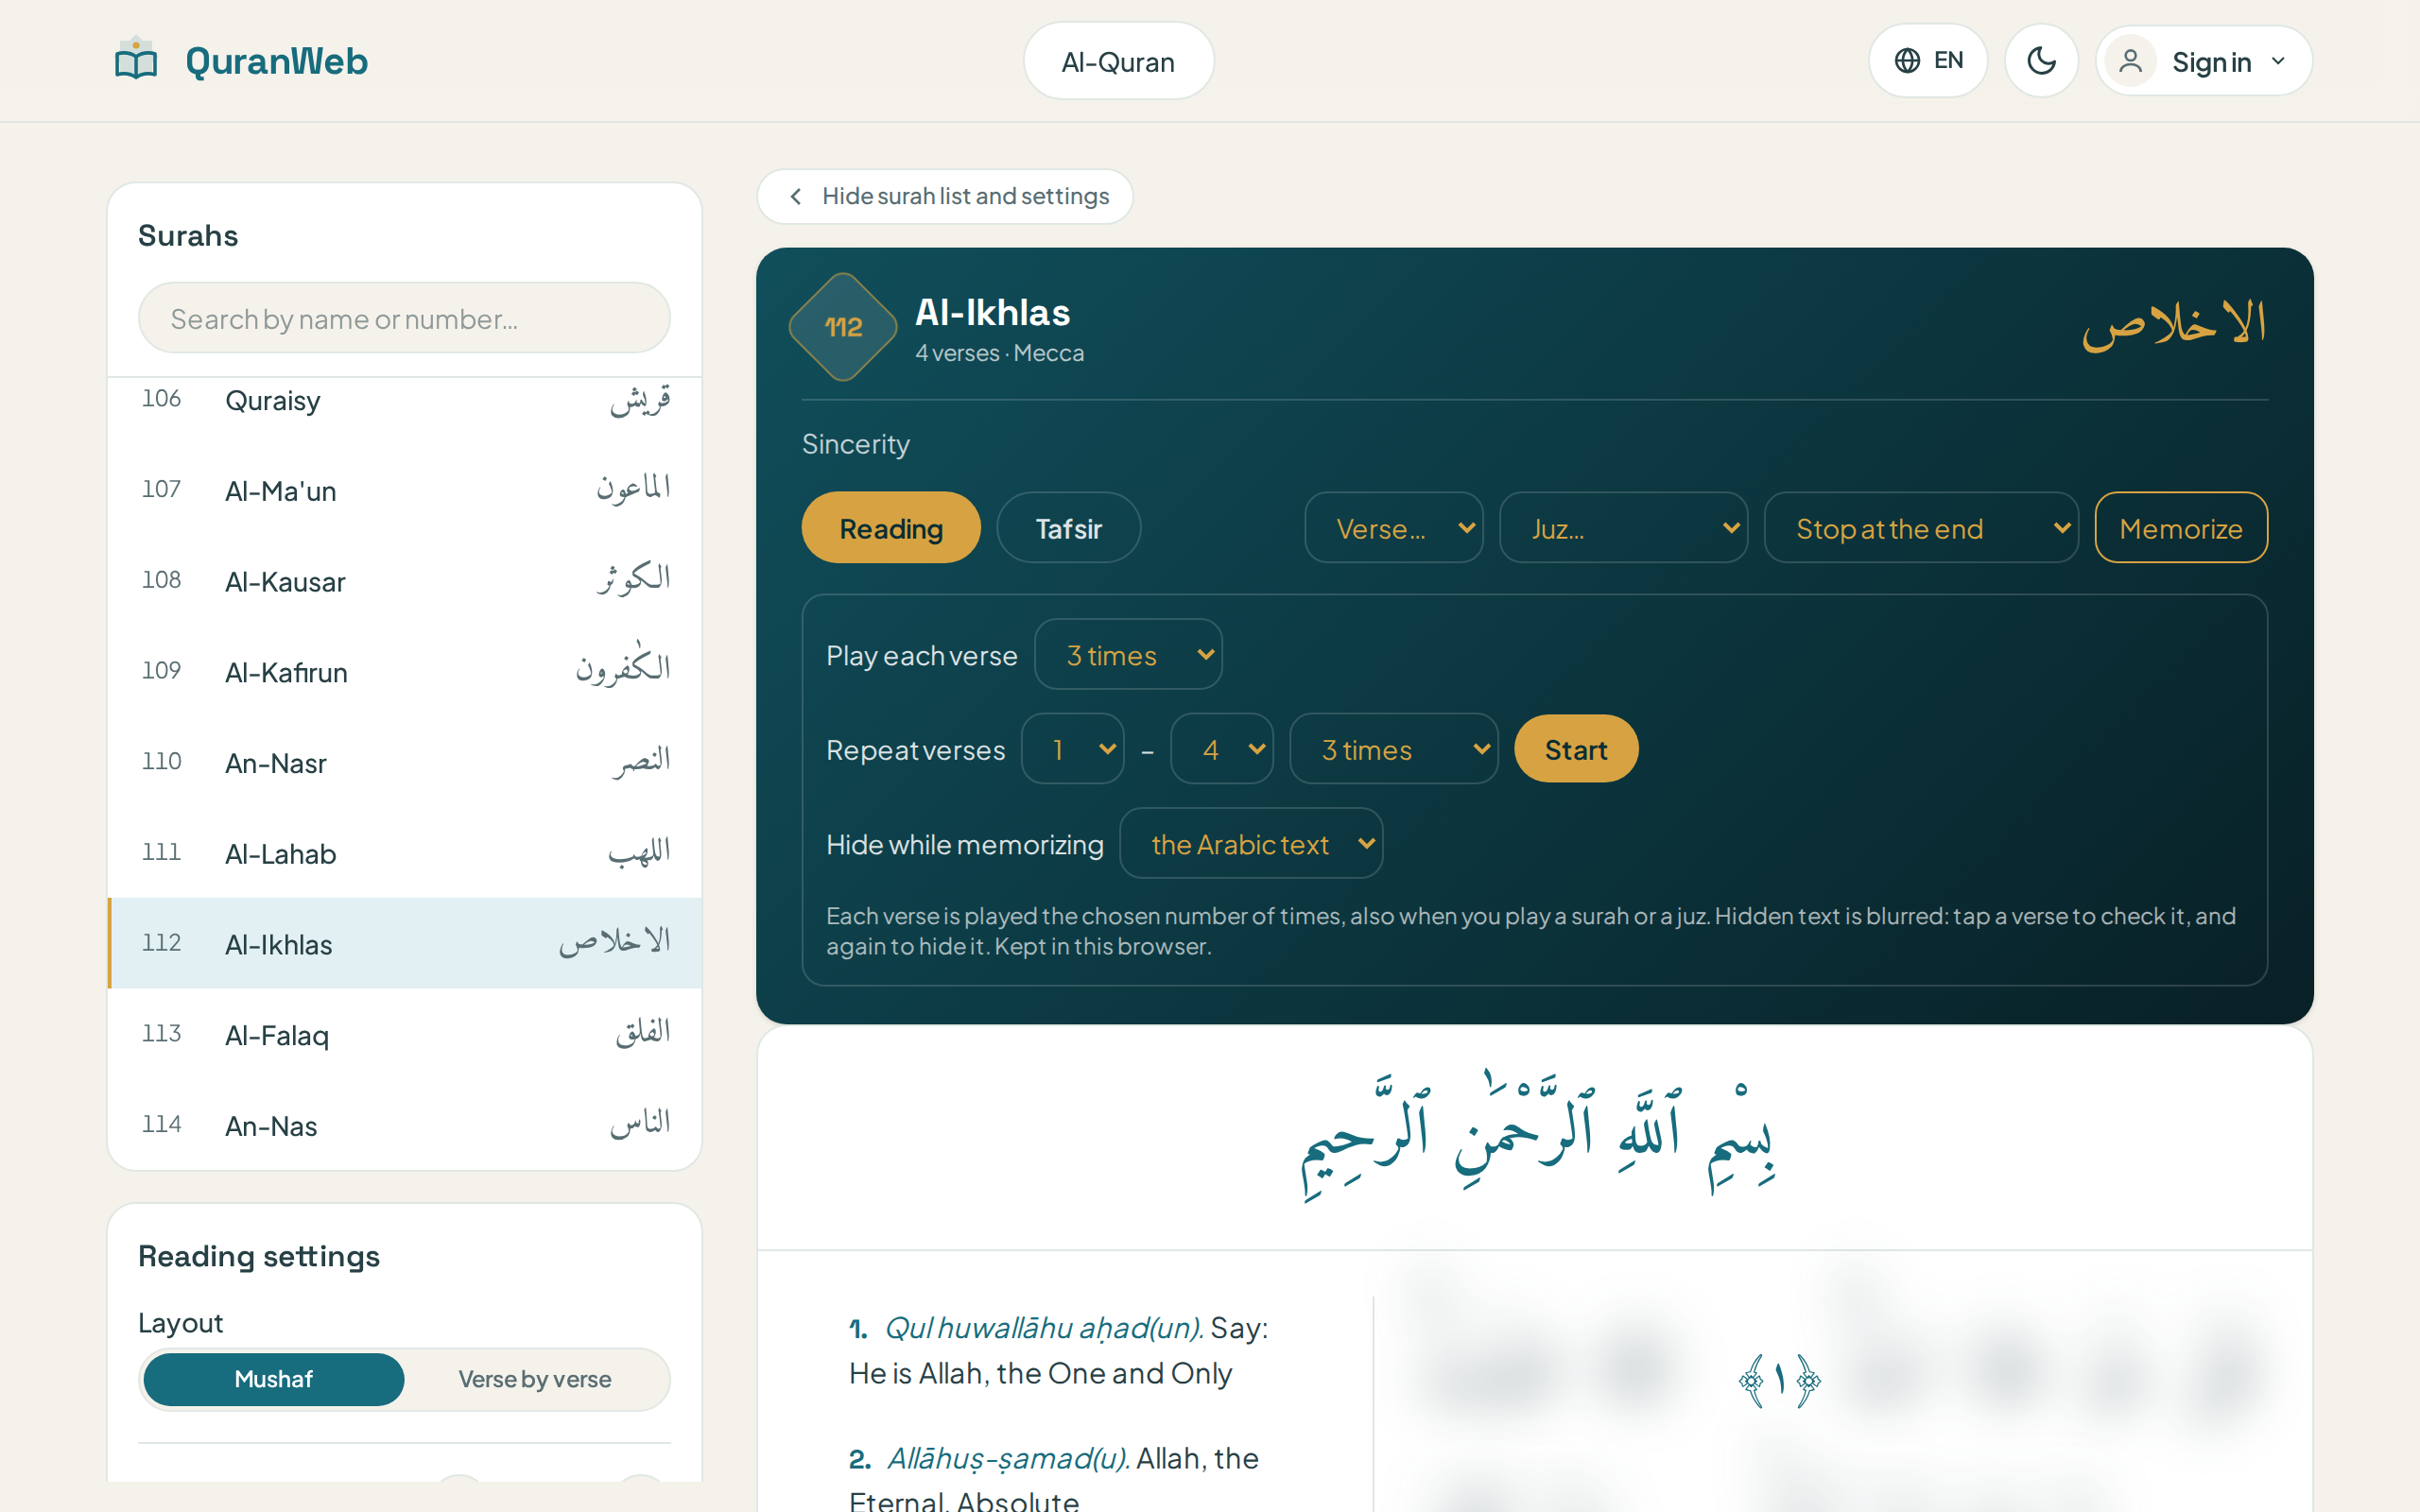 QuranWeb
Al-Quran
EN
Sign in
Surahs
Search by name or number...
106 Quraisy قريش
107 Al-Ma'un الماعون
108 Al-Kausar الكوثر
109 Al-Kafirun الكٰفرون
110 An-Nasr النصر
111 Al-Lahab اللهب
112 Al-Ikhlas الاخلاص
113 Al-Falaq الفلق
114 An-Nas الناس
Reading settings
Layout
Mushaf Verse by verse
Hide surah list and settings
112
Al-Ikhlas
4 verses · Mecca
الاخلاص
Sincerity
Reading Tafsir Verse... Juz... Stop at the end Memorize
Play each verse 3 times
Repeat verses 1 – 4 3 times Start
Hide while memorizing the Arabic text
Each verse is played the chosen number of times, also when you play a surah or a juz. Hidden text is blurred: tap a verse to check it, and
again to hide it. Kept in this browser.
بِسْمِ ٱللَّهِ ٱلرَّحْمَٰنِ ٱلرَّحِيمِ
1. Qul huwallāhu aḥad(un). Say:
He is Allah, the One and Only
2. Allāhuṣ-ṣamad(u). Allah, the
Eternal, Absolute
﴿١﴾